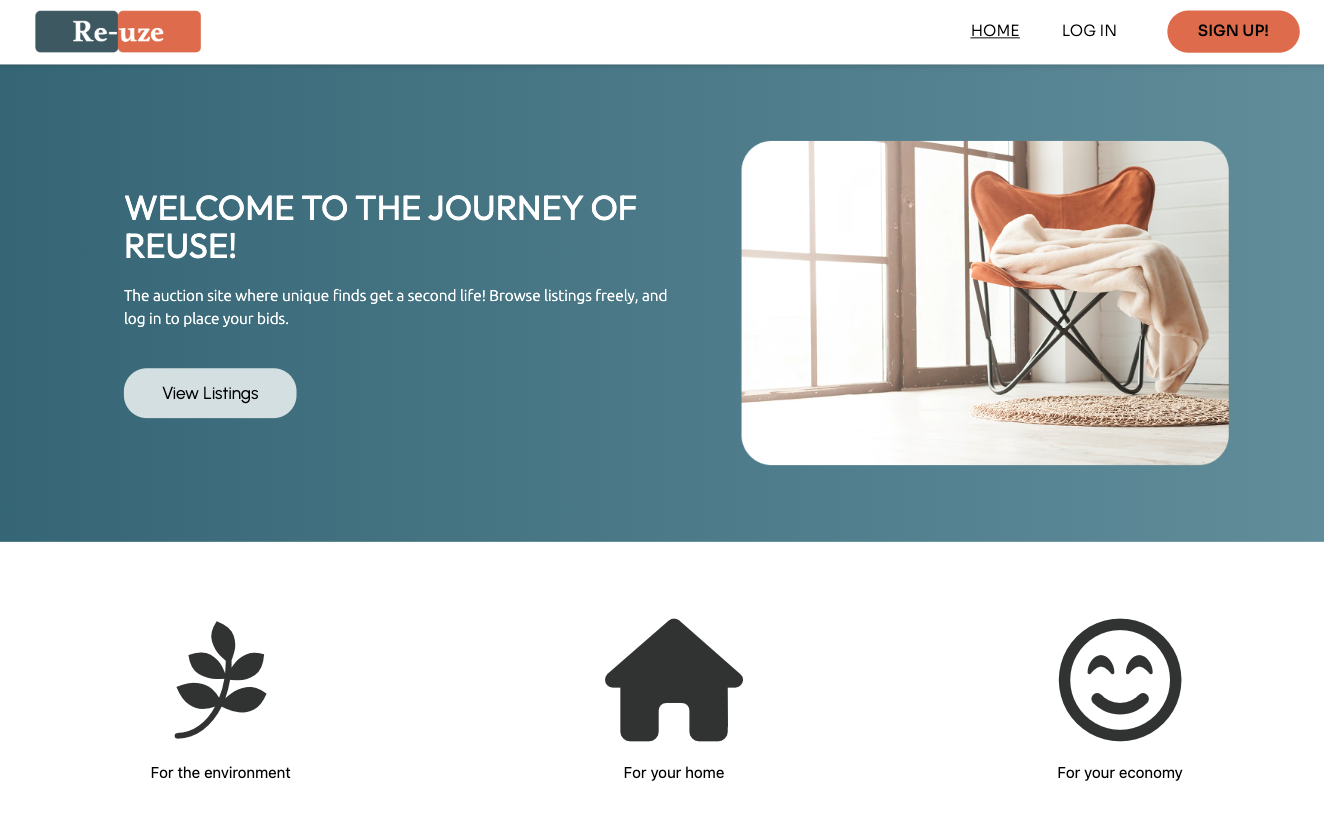 Re-uze
HOME
LOG IN
SIGN UP!
WELCOME TO THE JOURNEY OF
REUSE!
The auction site where unique finds get a second life! Browse listings freely, and
log in to place your bids.
View Listings
For the environment
For your home
For your economy